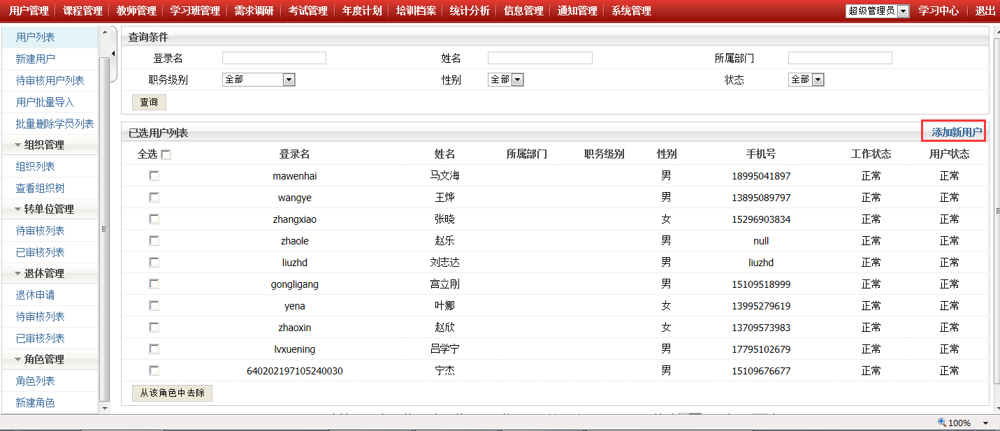 用户管理 课程管理 教师管理 学习班管理 需求调研 考试管理 年度计划 培训档案 统计分析 信息管理 通知管理 系统管理 超级管理员 学习中心 退出
用户列表
新建用户
待审核用户列表
用户批量导入
批量删除学员列表
组织管理
组织列表
查看组织树
转单位管理
待审核列表
已审核列表
退休管理
退休申请
待审核列表
已审核列表
角色管理
角色列表
新建角色
查询条件
登录名 姓名 所属部门
职务级别 全部 性别 全部 状态 全部
查询
已选用户列表 添加新用户
全选 登录名 姓名 所属部门 职务级别 性别 手机号 工作状态 用户状态
mawenhai 马文海 男 18995041897 正常 正常
wangye 王烨 男 13895089797 正常 正常
zhangxiao 张晓 女 15296903834 正常 正常
zhaole 赵乐 男 null 正常 正常
liuzhd 刘志达 男 liuzhd 正常 正常
gongligang 宫立刚 男 15109518999 正常 正常
yena 叶娜 女 13995279619 正常 正常
zhaoxin 赵欣 女 13709573983 正常 正常
lvxuening 吕学宁 男 17795102679 正常 正常
640202197105240030 宁杰 男 15109676677 正常 正常
从该角色中去除
100%